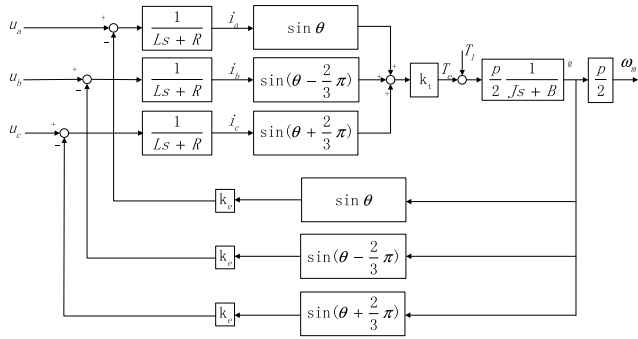 u_a + - 1/(Ls + R) i_a sin θ
u_b + - 1/(Ls + R) i_b sin(θ − 2/3 π) + + + k_t T_e T_l p/2 1/(Js + B) p/2 ω_m
u_c + - 1/(Ls + R) i_c sin(θ + 2/3 π)
k_e sin θ
k_e sin(θ − 2/3 π)
k_e sin(θ + 2/3 π)